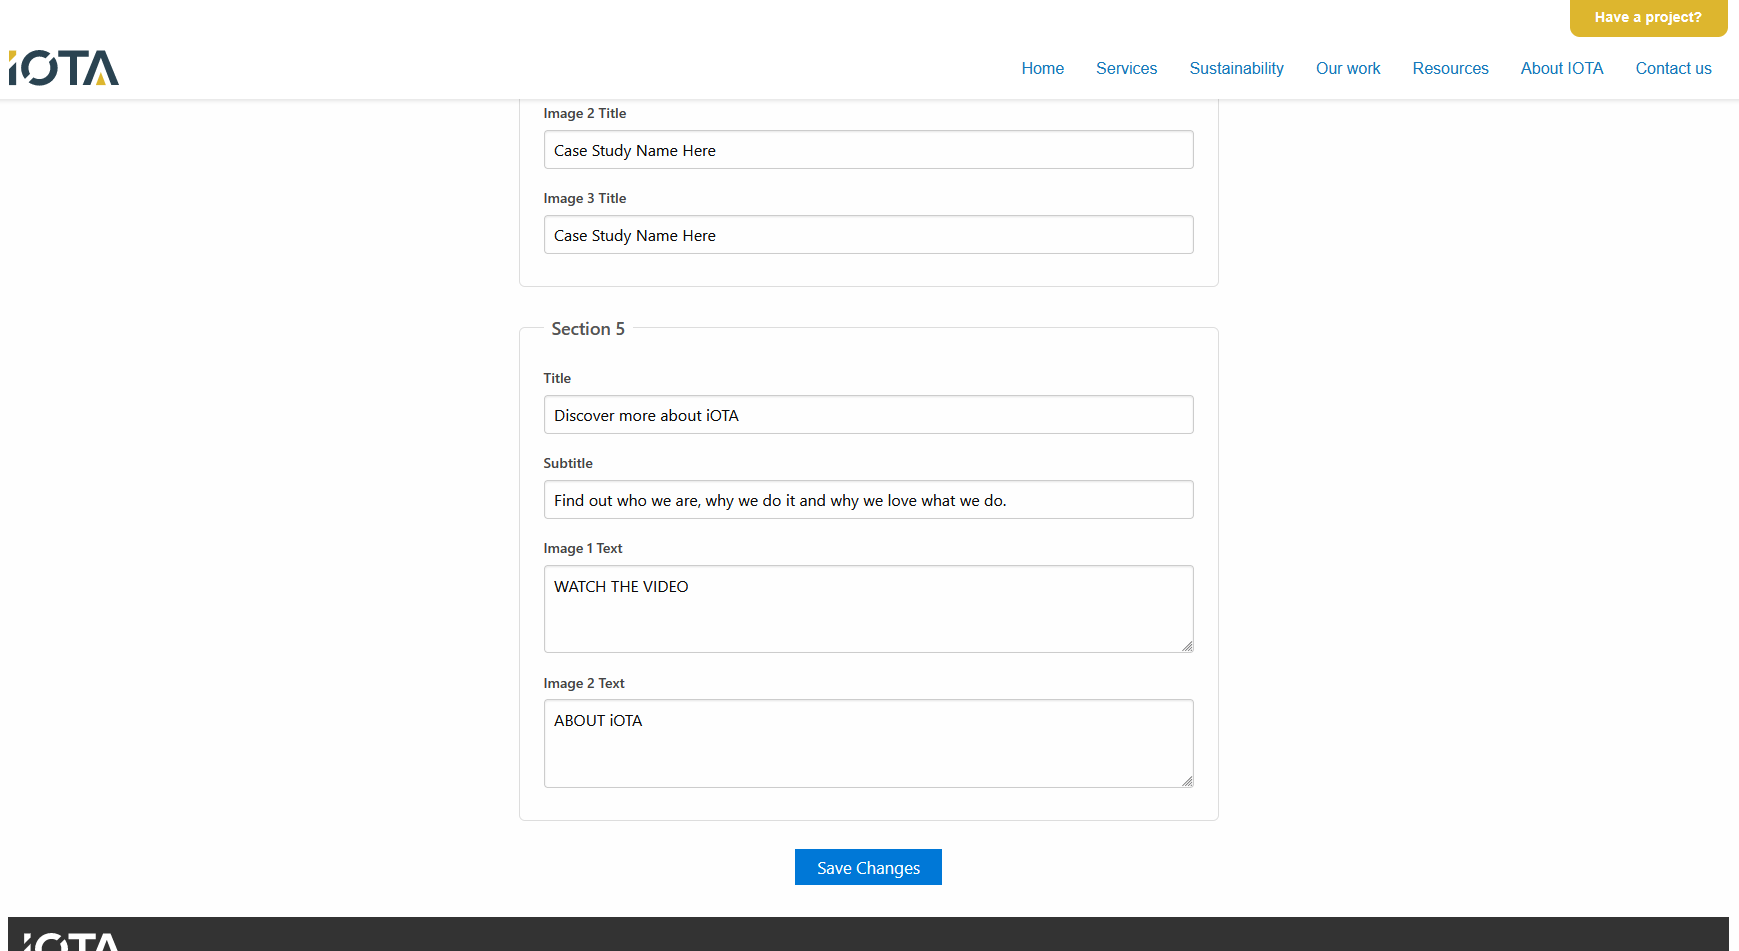 Have a project?
iOTA
Home Services Sustainability Our work Resources About IOTA Contact us
Image 2 Title
Case Study Name Here
Image 3 Title
Case Study Name Here
Section 5
Title
Discover more about iOTA
Subtitle
Find out who we are, why we do it and why we love what we do.
Image 1 Text
WATCH THE VIDEO
Image 2 Text
ABOUT iOTA
Save Changes
iOTA